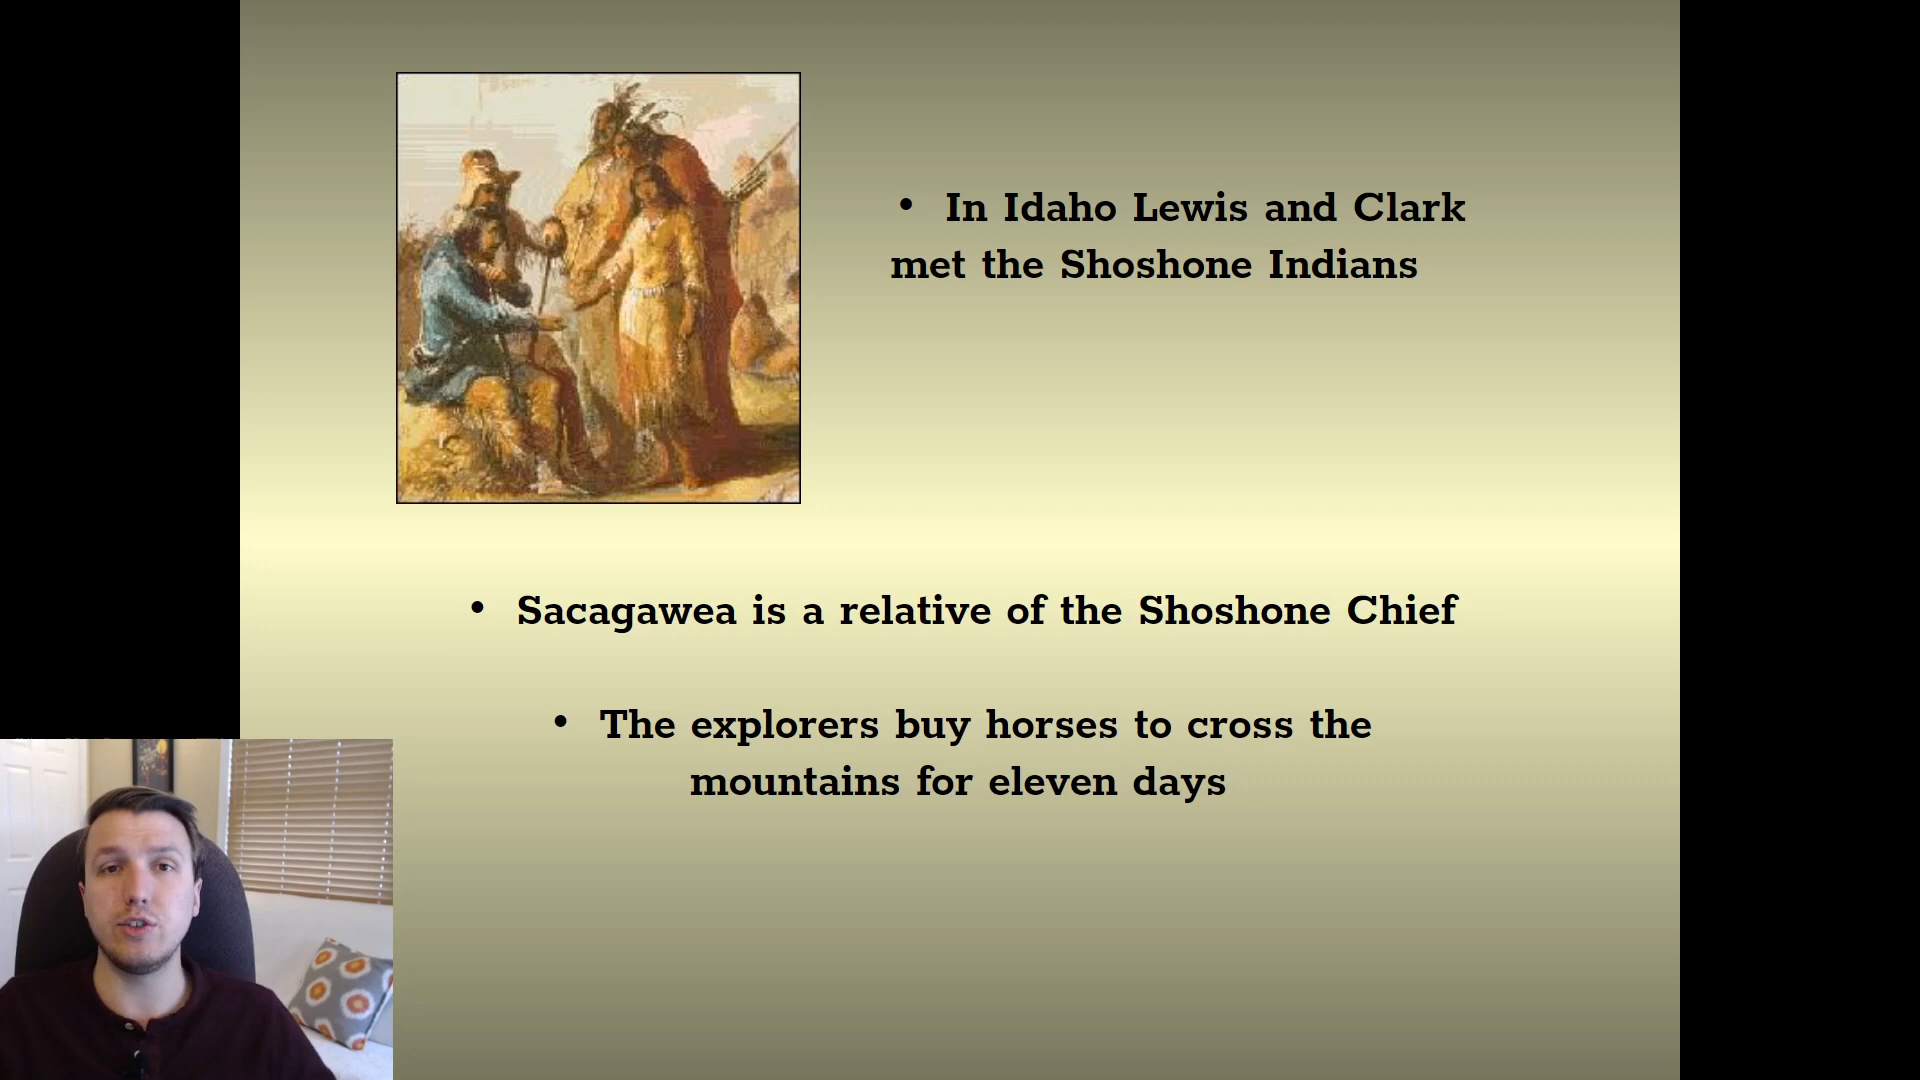 • In Idaho Lewis and Clark
met the Shoshone Indians
• Sacagawea is a relative of the Shoshone Chief
• The explorers buy horses to cross the
mountains for eleven days